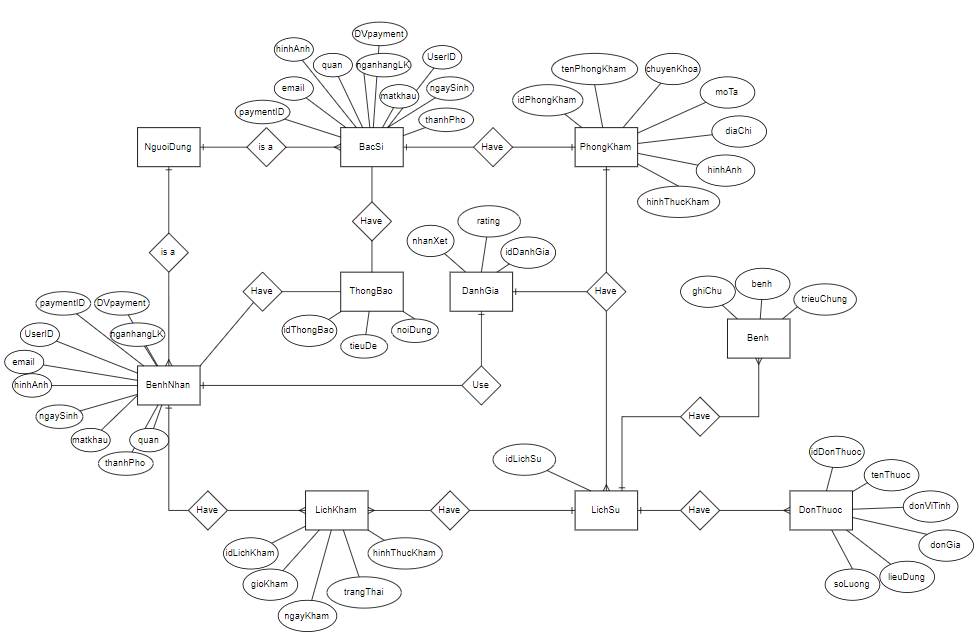 DVpayment
hinhAnh
quan
nganhangLK
UserID
email
matkhau
ngaySinh
paymentID
thanhPho
tenPhongKham
chuyenKhoa
idPhongKham
moTa
diaChi
hinhAnh
hinhThucKham
NguoiDung
is a
BacSi
Have
PhongKham
Have
is a
nhanXet
rating
idDanhGia
Have
ThongBao
DanhGia
Have
idThongBao
tieuDe
noiDung
ghiChu
benh
trieuChung
Benh
paymentID
DVpayment
UserID
nganhangLK
email
hinhAnh
BenhNhan
Use
ngaySinh
matkhau
quan
thanhPho
Have
idLichSu
idDonThuoc
tenThuoc
donViTinh
donGia
lieuDung
soLuong
Have
LichKham
Have
LichSu
Have
DonThuoc
idLichKham
hinhThucKham
gioKham
trangThai
ngayKham